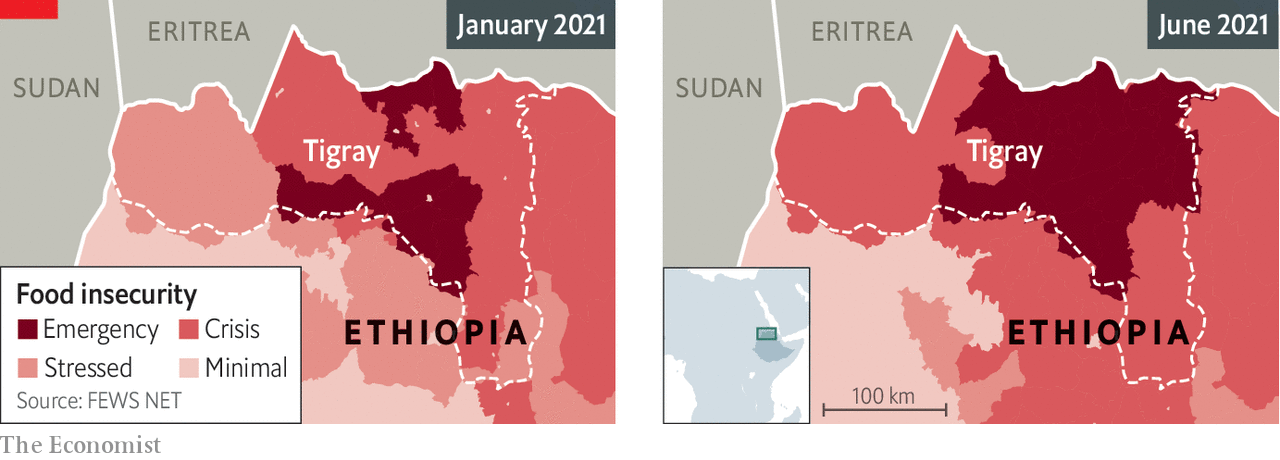 January 2021
ERITREA
SUDAN
Tigray
ETHIOPIA
Food insecurity
Emergency
Crisis
Stressed
Minimal
Source: FEWS NET
June 2021
ERITREA
SUDAN
Tigray
ETHIOPIA
100 km
The Economist